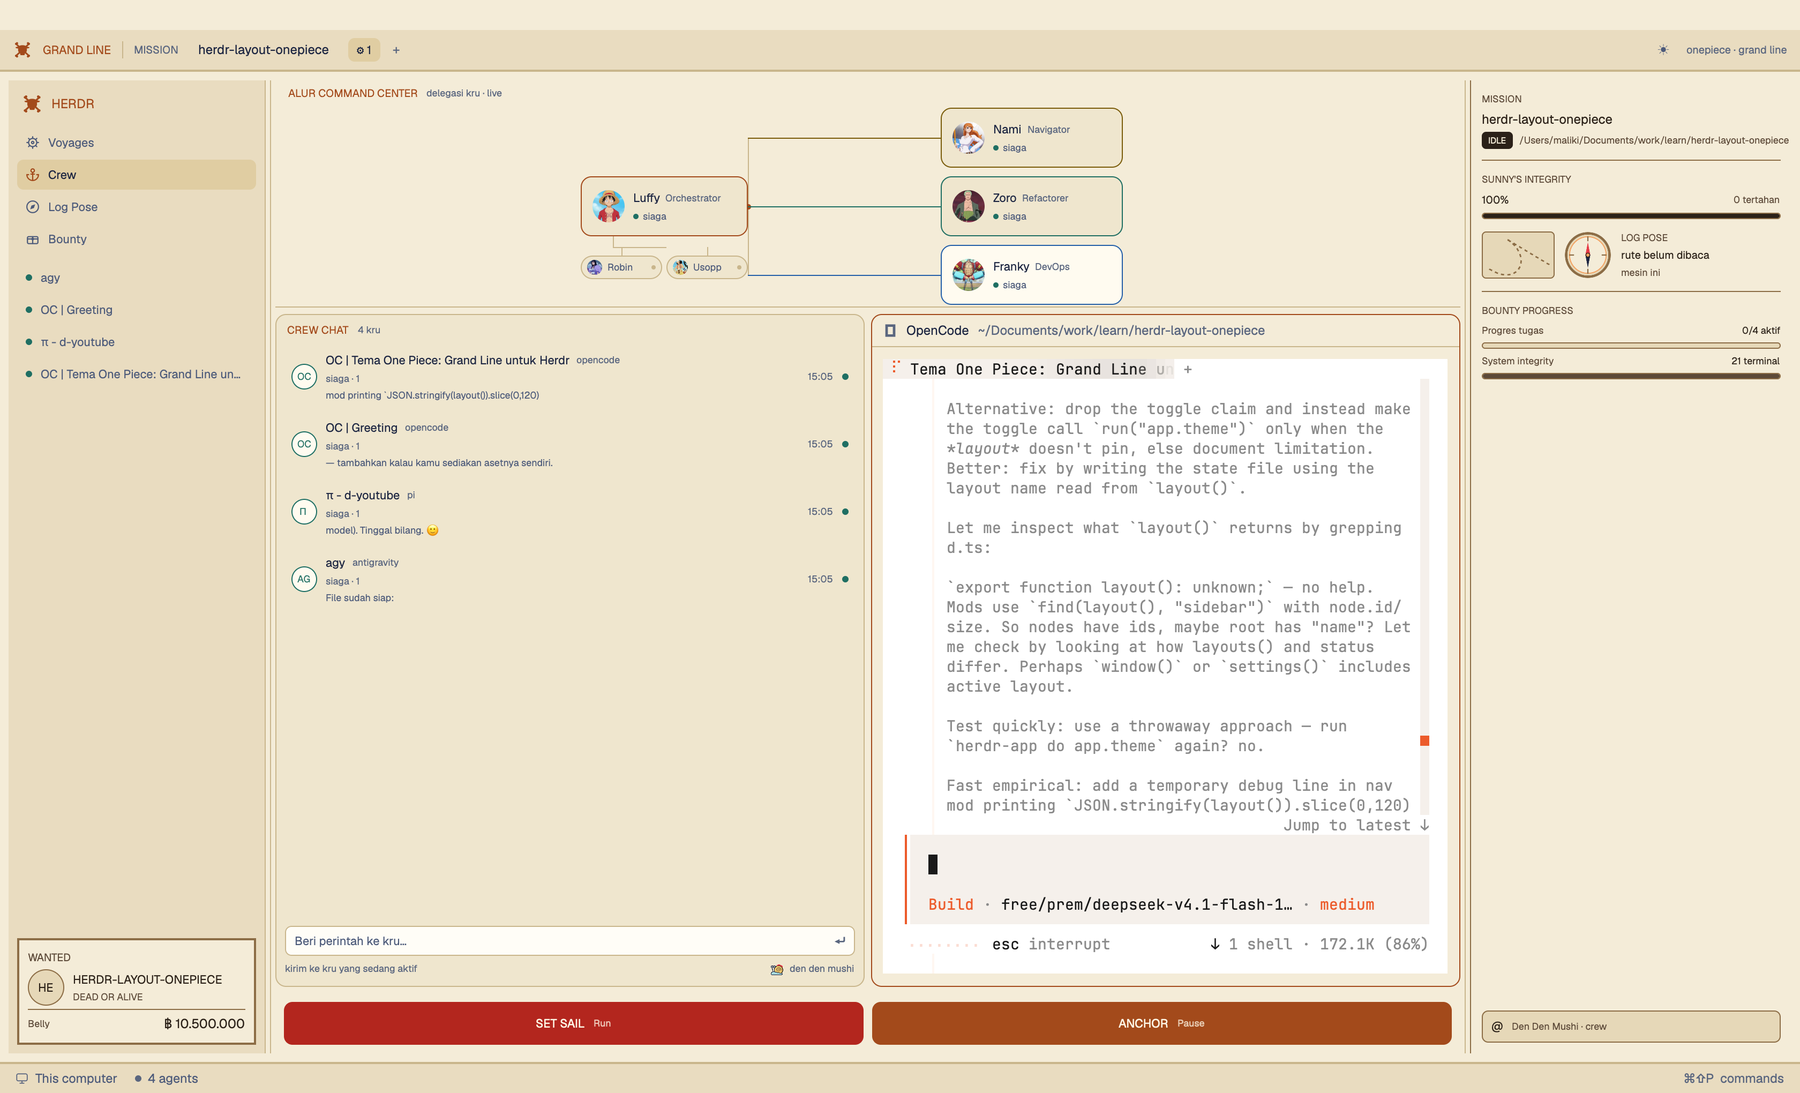 GRAND LINE MISSION herdr-layout-onepiece 1 +
onepiece · grand line
HERDR
Voyages
Crew
Log Pose
Bounty
agy
OC | Greeting
π - d-youtube
OC | Tema One Piece: Grand Line un...
WANTED
HE
HERDR-LAYOUT-ONEPIECE
DEAD OR ALIVE
Belly ฿ 10.500.000
ALUR COMMAND CENTER delegasi kru · live
Luffy Orchestrator
siaga
Robin
Usopp
Nami Navigator
siaga
Zoro Refactorer
siaga
Franky DevOps
siaga
CREW CHAT 4 kru
OC
OC | Tema One Piece: Grand Line untuk Herdr opencode
siaga · 1 15:05
mod printing `JSON.stringify(layout()).slice(0,120)
OC
OC | Greeting opencode
siaga · 1 15:05
— tambahkan kalau kamu sediakan asetnya sendiri.
Π
π - d-youtube pi
siaga · 1 15:05
model). Tinggal bilang. 🙂
AG
agy antigravity
siaga · 1 15:05
File sudah siap:
Beri perintah ke kru...
kirim ke kru yang sedang aktif den den mushi
OpenCode ~/Documents/work/learn/herdr-layout-onepiece
Tema One Piece: Grand Line un +
Alternative: drop the toggle claim and instead make
the toggle call `run("app.theme")` only when the
*layout* doesn't pin, else document limitation.
Better: fix by writing the state file using the
layout name read from `layout()`.
Let me inspect what `layout()` returns by grepping
d.ts:
`export function layout(): unknown;` — no help.
Mods use `find(layout(), "sidebar")` with node.id/
size. So nodes have ids, maybe root has "name"? Let
me check by looking at how layouts() and status
differ. Perhaps `window()` or `settings()` includes
active layout.
Test quickly: use a throwaway approach — run
`herdr-app do app.theme` again? no.
Fast empirical: add a temporary debug line in nav
mod printing `JSON.stringify(layout()).slice(0,120)
Jump to latest ↓
Build · free/prem/deepseek-v4.1-flash-1… · medium
esc interrupt ↓ 1 shell · 172.1K (86%)
SET SAIL Run
ANCHOR Pause
MISSION
herdr-layout-onepiece
IDLE /Users/maliki/Documents/work/learn/herdr-layout-onepiece
SUNNY'S INTEGRITY
100% 0 tertahan
LOG POSE
rute belum dibaca
mesin ini
BOUNTY PROGRESS
Progres tugas 0/4 aktif
System integrity 21 terminal
@ Den Den Mushi · crew
This computer 4 agents
⌘⇧P commands